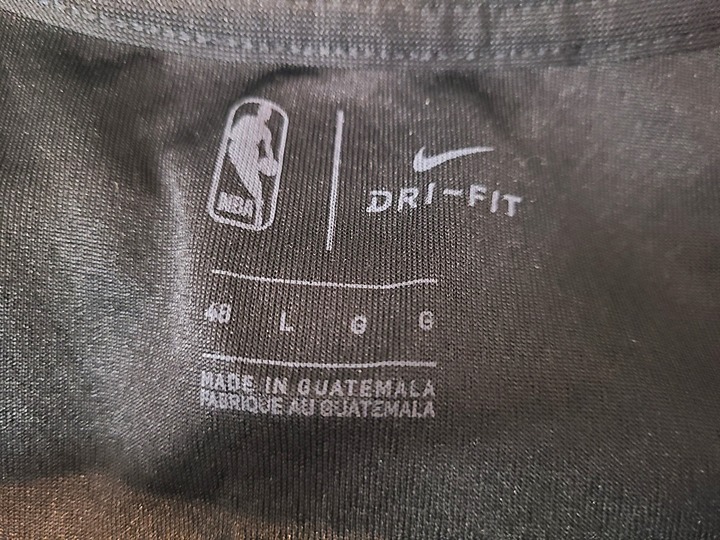 NBA
DRI-FIT
48 L G G
MADE IN GUATEMALA
FABRIQUE AU GUATEMALA